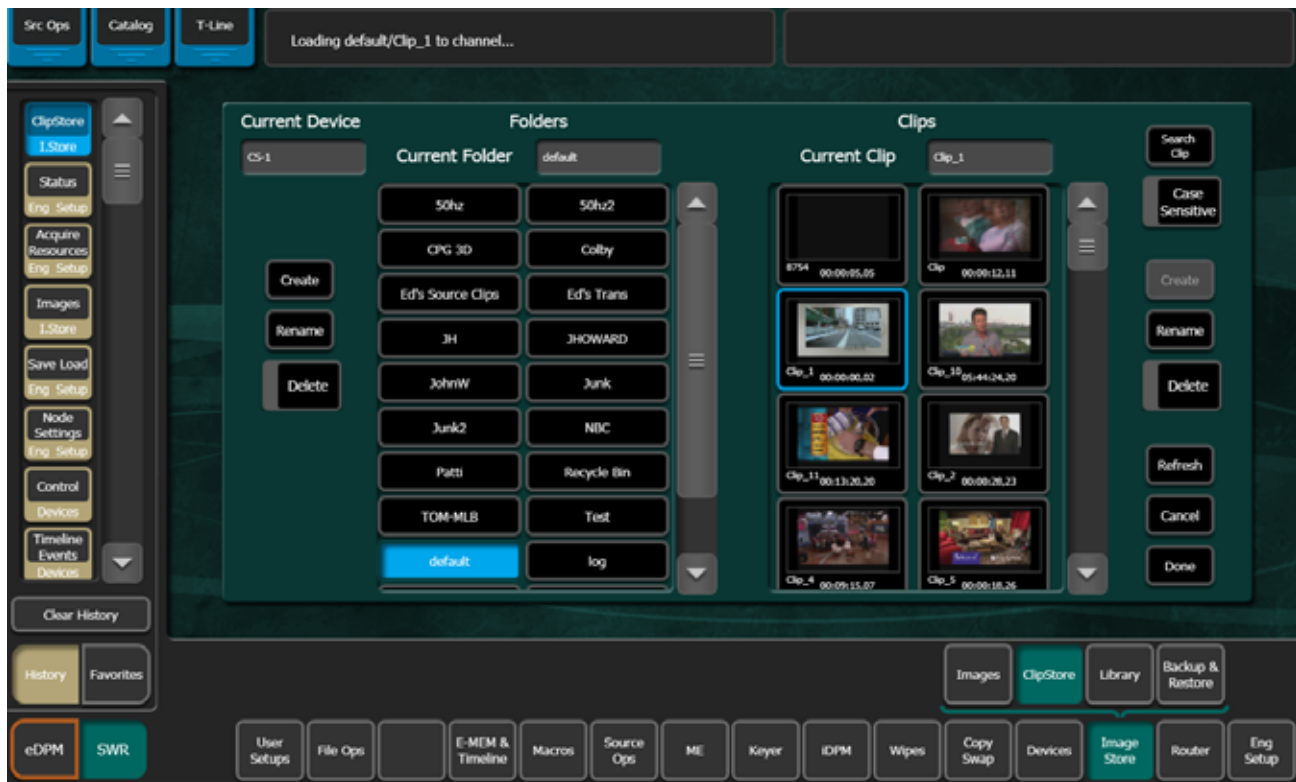 Src Ops
Catalog
T-Line
Loading default/Clip_1 to channel...
ClipStore
I.Store
Status
Eng Setup
Acquire
Resources
Eng Setup
Images
I.Store
Save Load
Eng Setup
Node
Settings
Eng Setup
Control
Devices
Timeline
Events
Devices
Clear History
History
Favorites
eDPM
SWR
Current Device
CS-1
Create
Rename
Delete
Folders
Current Folder
default
50hz
50hz2
CPG 3D
Colby
Ed's Source Clips
Ed's Trans
JH
JHOWARD
JohnW
Junk
Junk2
NBC
Patti
Recycle Bin
TOM-MLB
Test
default
log
Clips
Current Clip
Clip_1
8754 00:00:05,05
Clip 00:00:12,11
Clip_1 00:00:00,02
Clip_10 05:44:24,20
Clip_11 00:13:20,20
Clip_2 00:00:28,23
Clip_4 00:09:15,07
Clip_5 00:00:18,26
Search
Clip
Case
Sensitive
Create
Rename
Delete
Refresh
Cancel
Done
Images
ClipStore
Library
Backup &
Restore
User
Setups
File Ops
E-MEM &
Timeline
Macros
Source
Ops
ME
Keyer
iDPM
Wipes
Copy
Swap
Devices
Image
Store
Router
Eng
Setup